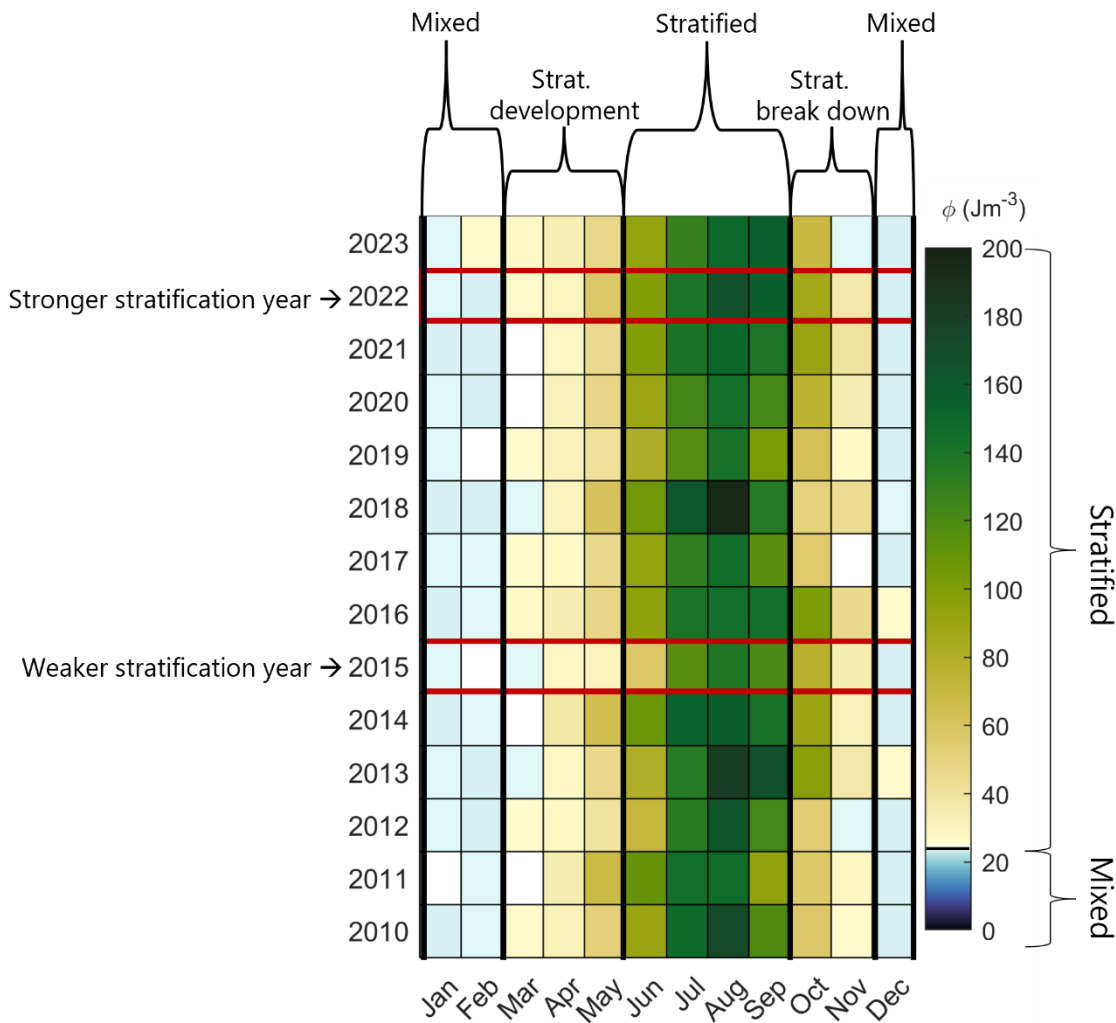 Mixed
Stratified
Mixed
Strat.
development
Strat.
break down
ϕ (Jm⁻³)
2023
Stronger stratification year → 2022
2021
2020
2019
2018
2017
2016
Weaker stratification year → 2015
2014
2013
2012
2011
2010
200
180
160
140
120
100
80
60
40
20
0
Stratified
Mixed
Jan Feb Mar Apr May Jun Jul Aug Sep Oct Nov Dec